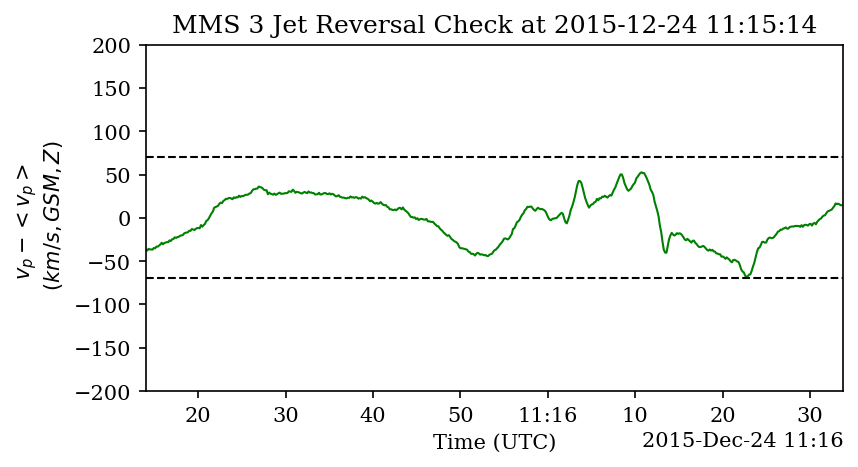 MMS 3 Jet Reversal Check at 2015-12-24 11:15:14
v_p − < v_p >
(km/s, GSM, Z)
200
150
100
50
0
−50
−100
−150
−200
20 30 40 50 11:16 10 20 30
Time (UTC)
2015-Dec-24 11:16